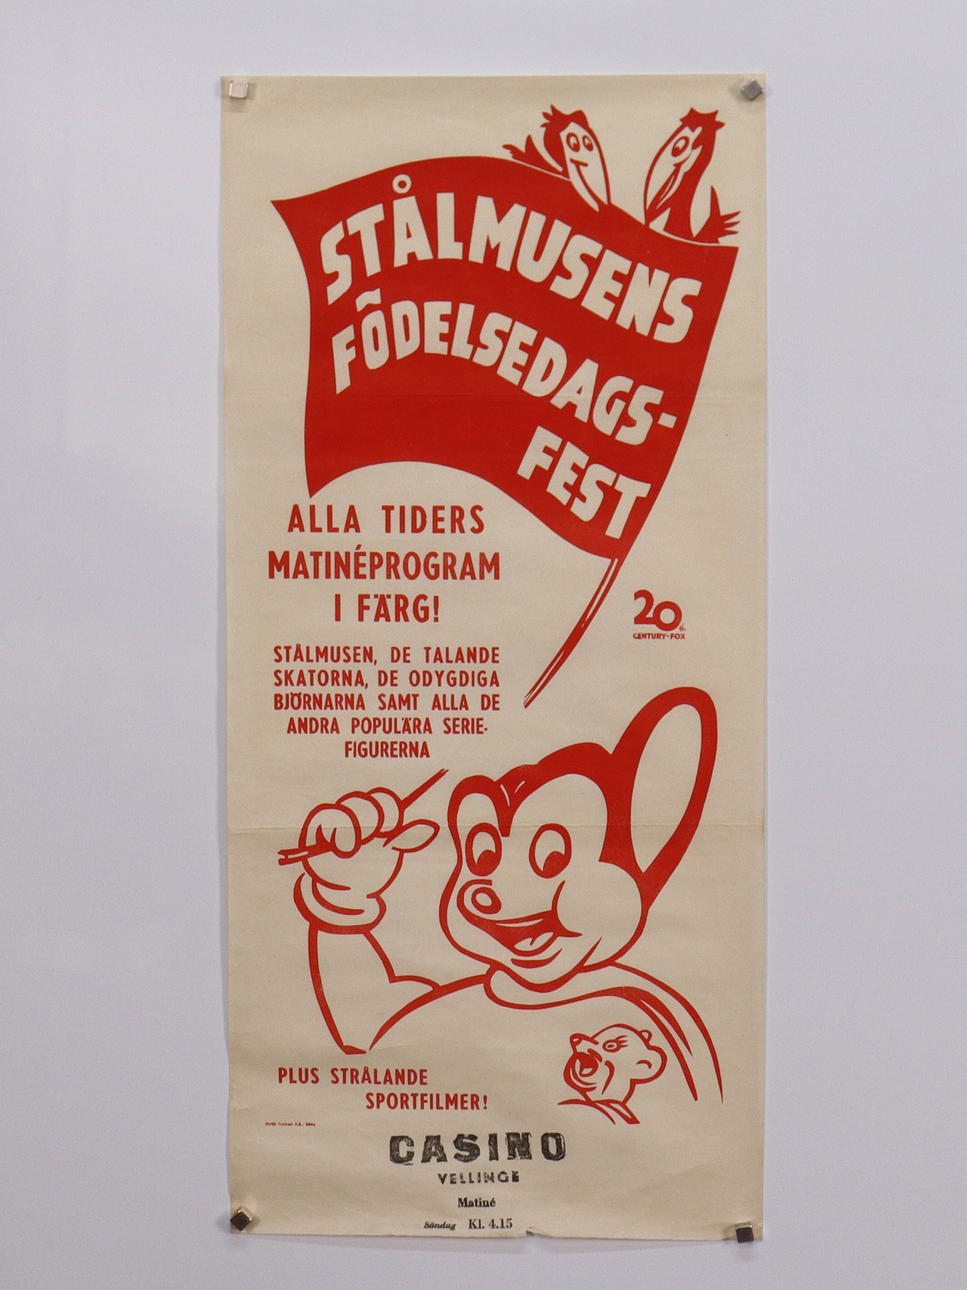 STÅLMUSENS
FÖDELSEDAGS-
FEST
ALLA TIDERS
MATINÉPROGRAM
I FÄRG!
20th
CENTURY-FOX
STÅLMUSEN, DE TALANDE
SKATORNA, DE ODYGDIGA
BJÖRNARNA SAMT ALLA DE
ANDRA POPULÄRA SERIE-
FIGURERNA
PLUS STRÅLANDE
SPORTFILMER!
CASINO
VELLINGE
Matiné
Söndag Kl. 4.15